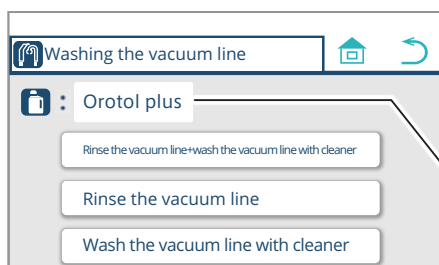 Washing the vacuum line
: Orotol plus
Rinse the vacuum line+wash the vacuum line with cleaner
Rinse the vacuum line
Wash the vacuum line with cleaner